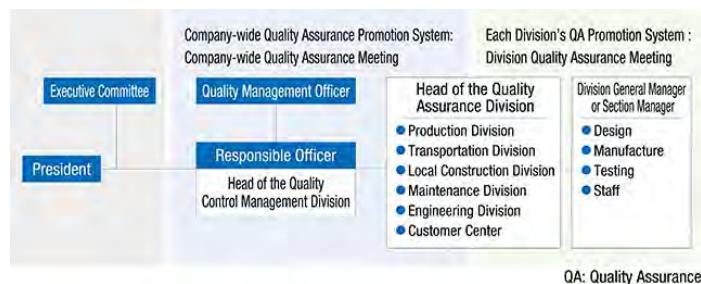 Company-wide Quality Assurance Promotion System:
Company-wide Quality Assurance Meeting
Each Division's QA Promotion System :
Division Quality Assurance Meeting
Executive Committee
Quality Management Officer
President
Responsible Officer
Head of the Quality
Control Management Division
Head of the Quality
Assurance Division
Production Division
Transportation Division
Local Construction Division
Maintenance Division
Engineering Division
Customer Center
Division General Manager
or Section Manager
Design
Manufacture
Testing
Staff
QA: Quality Assurance